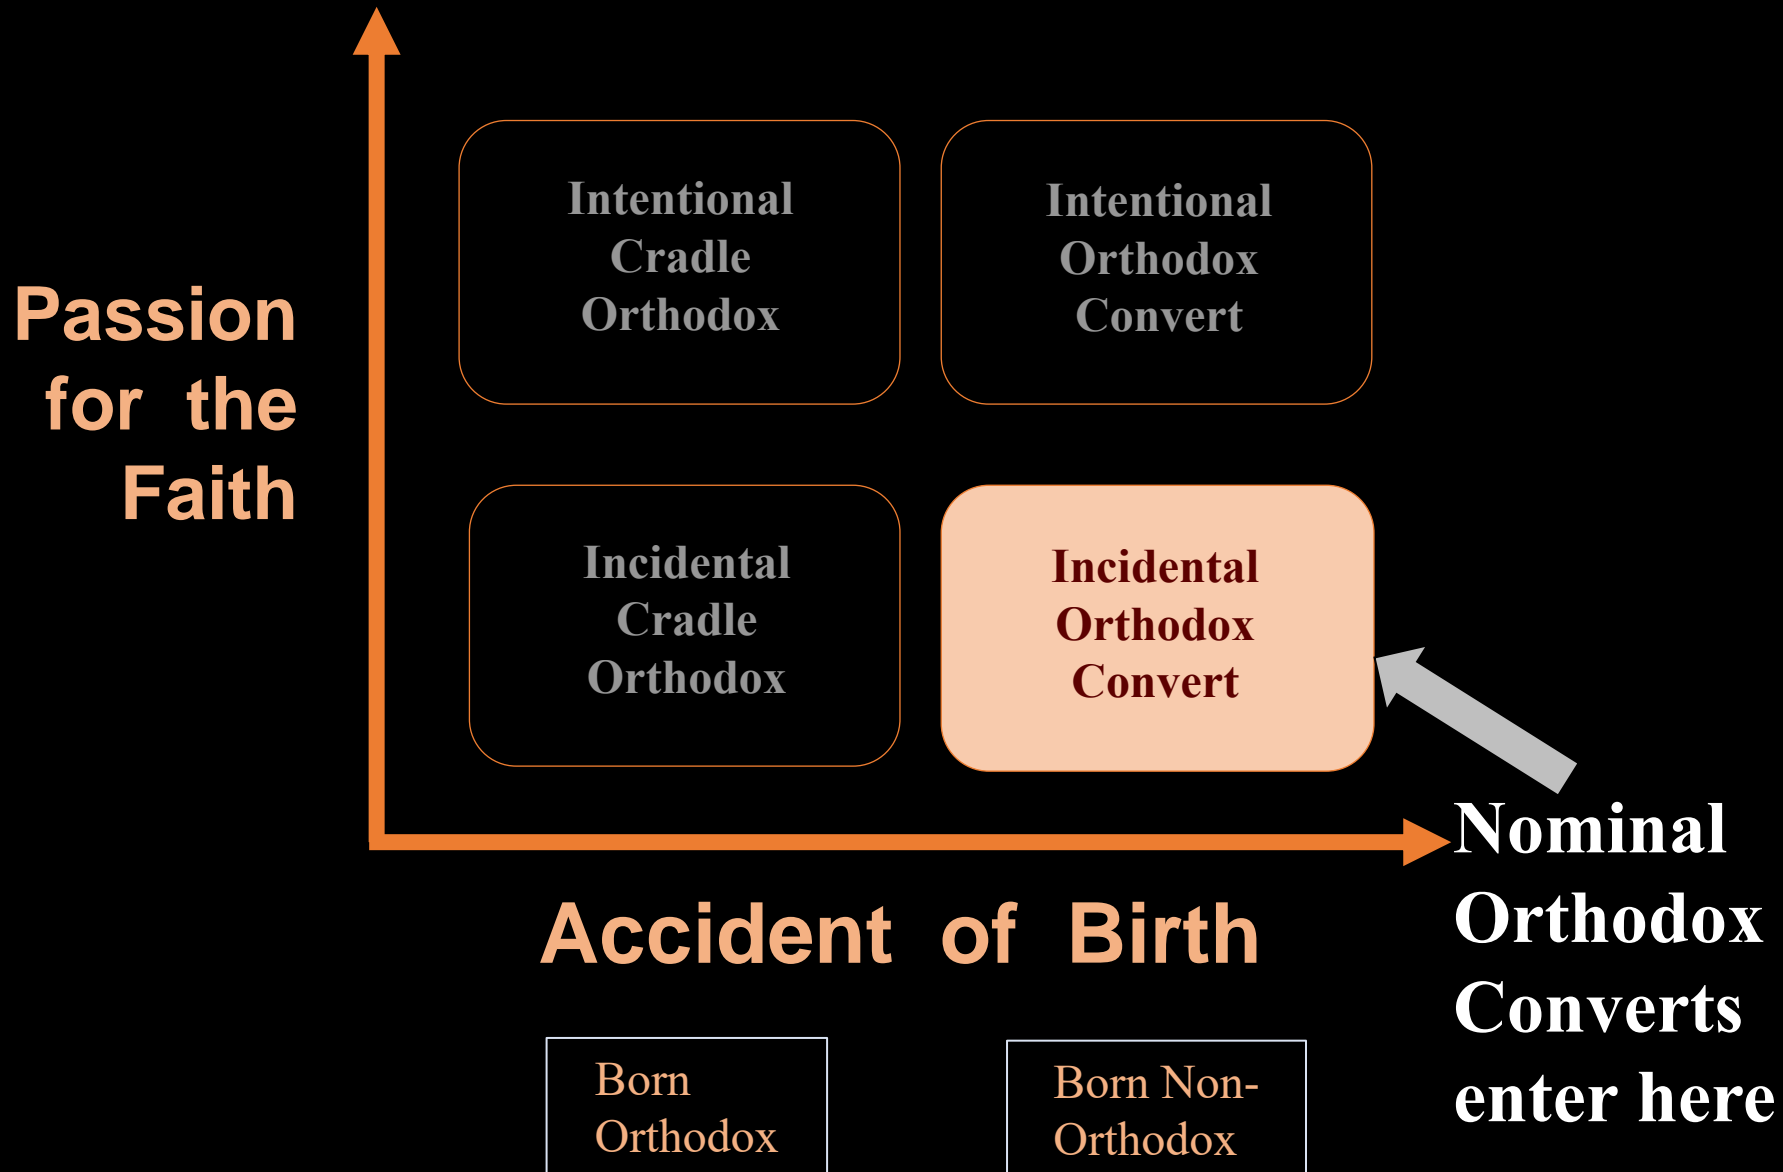 Passion
for the
Faith
Intentional
Cradle
Orthodox
Intentional
Orthodox
Convert
Incidental
Cradle
Orthodox
Incidental
Orthodox
Convert
Nominal
Orthodox
Converts
enter here
Accident of Birth
Born
Orthodox
Born Non-
Orthodox